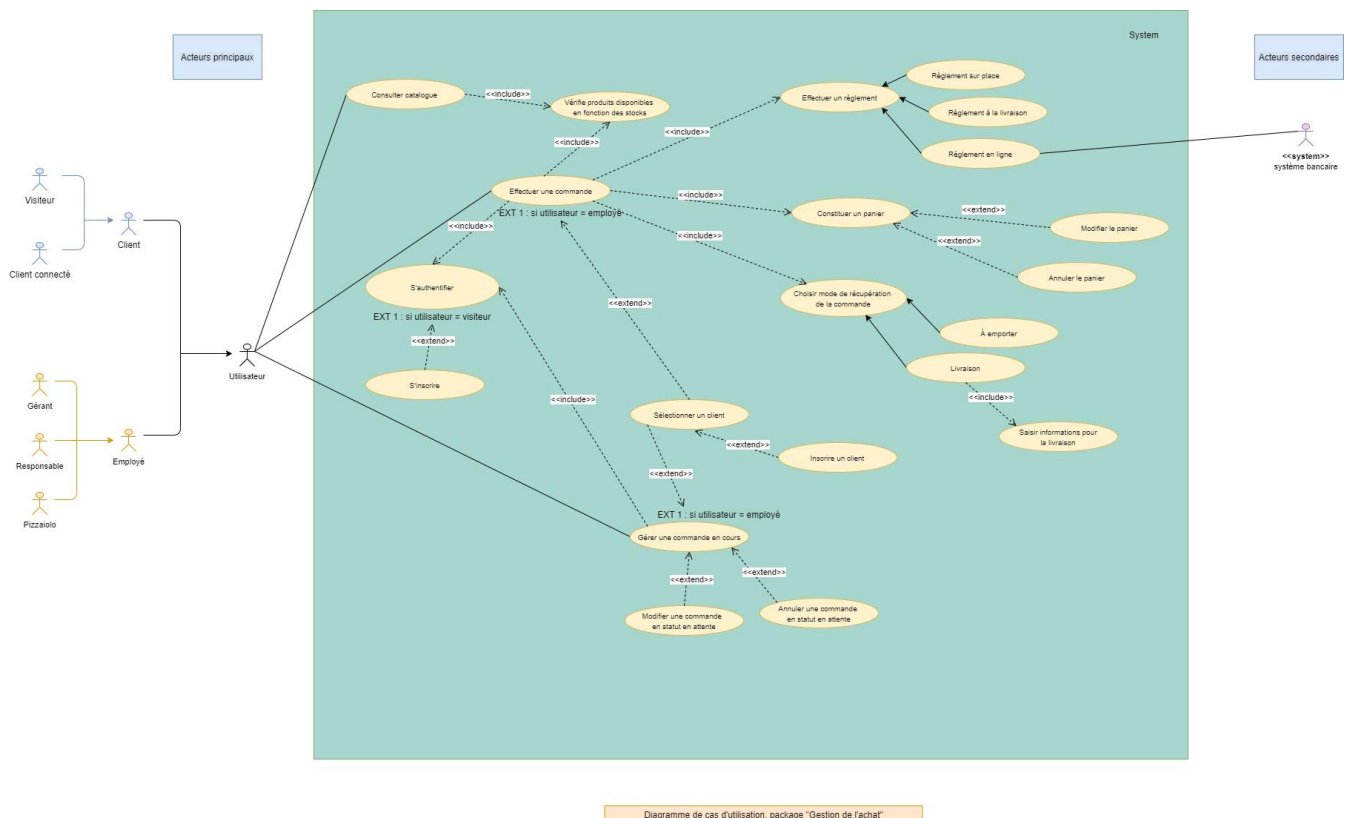 System
Acteurs principaux
Acteurs secondaires
Consulter catalogue
<<include>>
Vérifie produits disponibles
en fonction des stocks
Effectuer un règlement
Règlement sur place
Règlement à la livraison
Règlement en ligne
<<system>>
système bancaire
<<include>>
<<include>>
Visiteur
Client connecté
Client
Effectuer une commande
EXT 1 : si utilisateur = employé
<<include>>
<<include>>
<<include>>
Constituer un panier
<<extend>>
Modifier le panier
<<extend>>
Annuler le panier
S'authentifier
EXT 1 : si utilisateur = visiteur
<<extend>>
S'inscrire
Choisir mode de récupération
de la commande
À emporter
Livraison
<<include>>
Saisir informations pour
la livraison
<<extend>>
Utilisateur
Gérant
Responsable
Pizzaiolo
Employé
<<include>>
Sélectionner un client
<<extend>>
Inscrire un client
<<extend>>
EXT 1 : si utilisateur = employé
Gérer une commande en cours
<<extend>>
<<extend>>
Modifier une commande
en statut en attente
Annuler une commande
en statut en attente
Diagramme de cas d'utilisation, package "Gestion de l'achat"